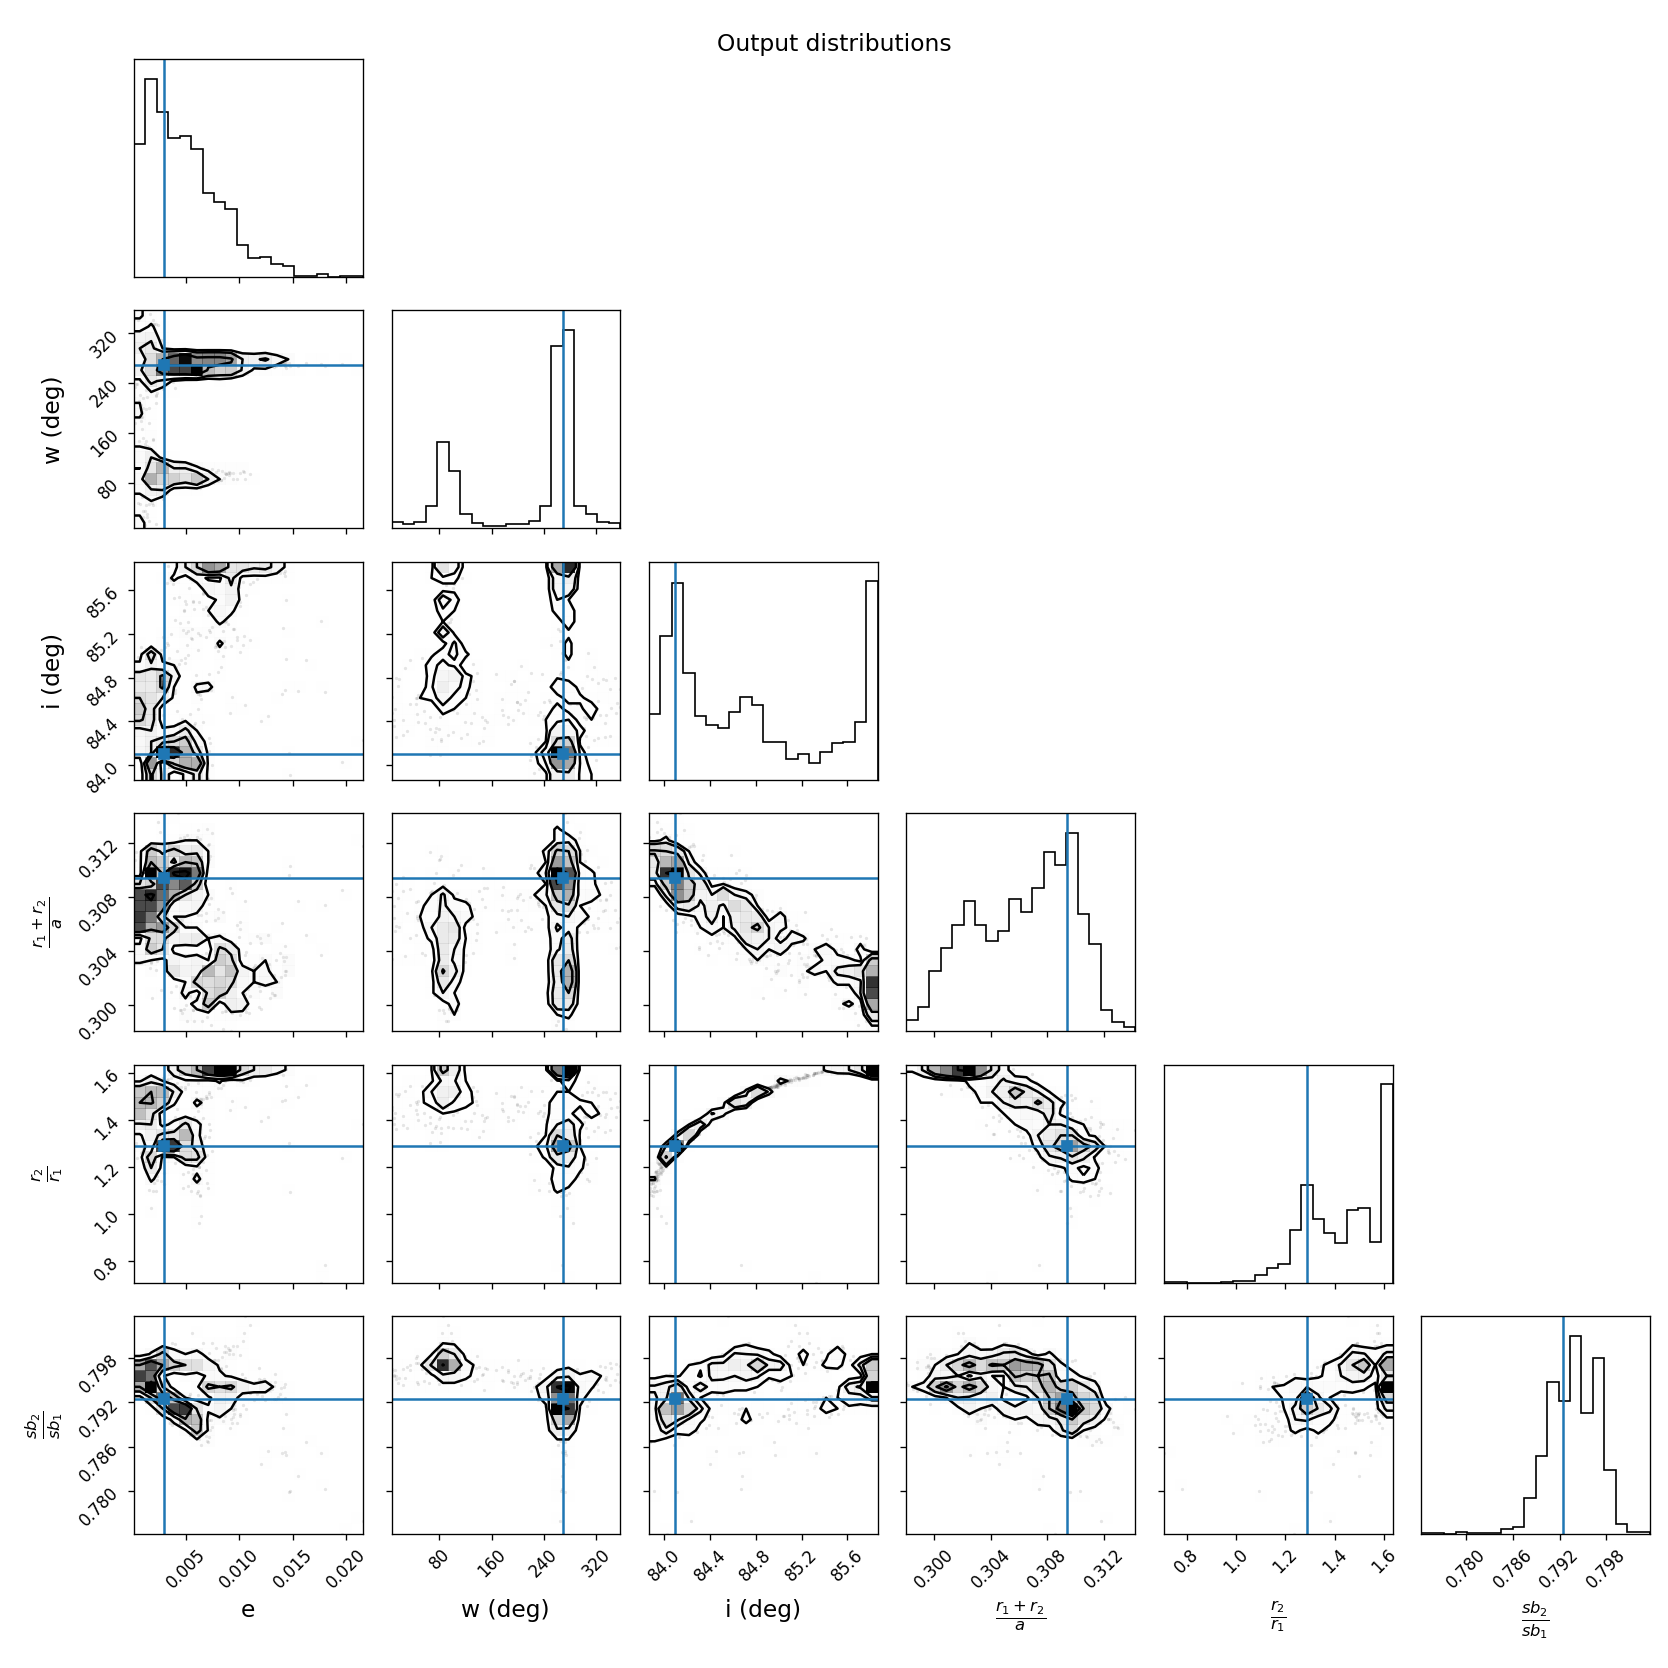 Output distributions
w (deg)
320
240
160
80
i (deg)
85.6
85.2
84.8
84.4
84.0
r₁ + r₂
a
0.312
0.308
0.304
0.300
r₂
r₁
1.6
1.4
1.2
1.0
0.8
sb₂
sb₁
0.798
0.792
0.786
0.780
0.005 0.010 0.015 0.020 80 160 240 320 84.0 84.4 84.8 85.2 85.6 0.300 0.304 0.308 0.312 0.8 1.0 1.2 1.4 1.6 0.780 0.786 0.792 0.798
e w (deg) i (deg) r₁ + r₂ r₂ sb₂
a r₁ sb₁